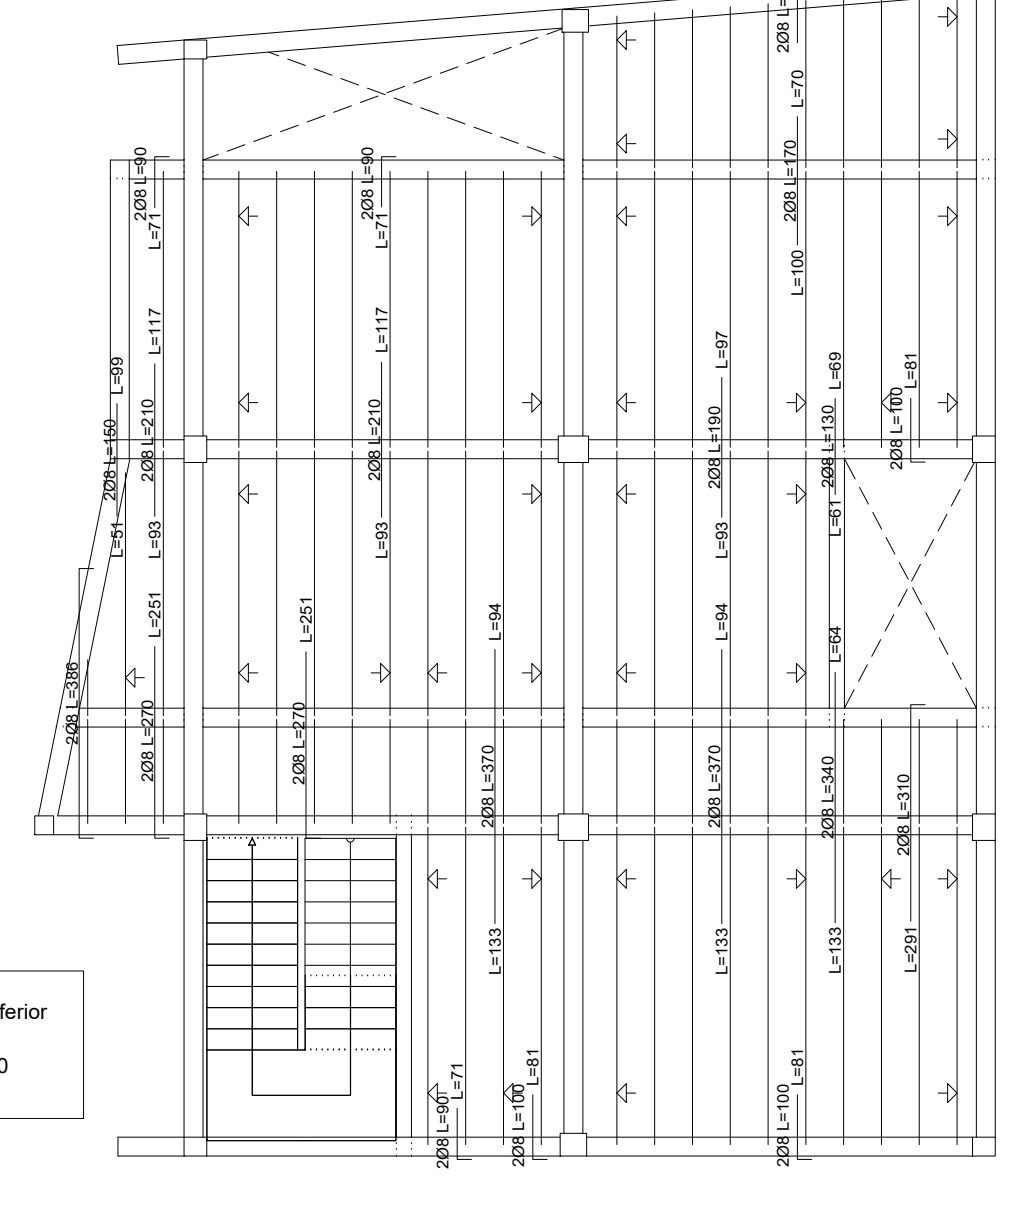 2Ø8 L=
L=70
2Ø8 L=170
L=100
2Ø8 L=90
L=71
2Ø8 L=90
L=71
L=117
L=117
L=99
2Ø8 L=150
L=51
2Ø8 L=210
L=93
2Ø8 L=210
L=93
L=97
2Ø8 L=190
L=93
L=69
2Ø8 L=130
L=61
L=81
2Ø8 L=100
L=251
L=251
L=94
L=94
L=64
2Ø8 L=386
2Ø8 L=270
2Ø8 L=270
2Ø8 L=370
2Ø8 L=370
2Ø8 L=340
2Ø8 L=310
L=133
L=133
L=133
L=291
ferior
0
L=71
2Ø8 L=90
L=81
2Ø8 L=100
L=81
2Ø8 L=100